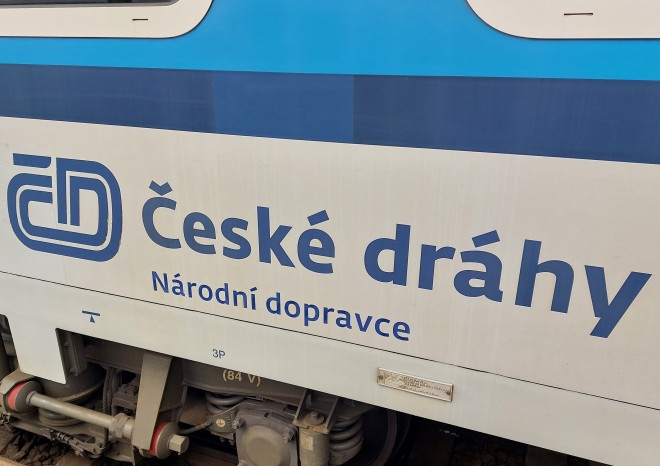 ČD České dráhy
Národní dopravce
3P
(84 V)